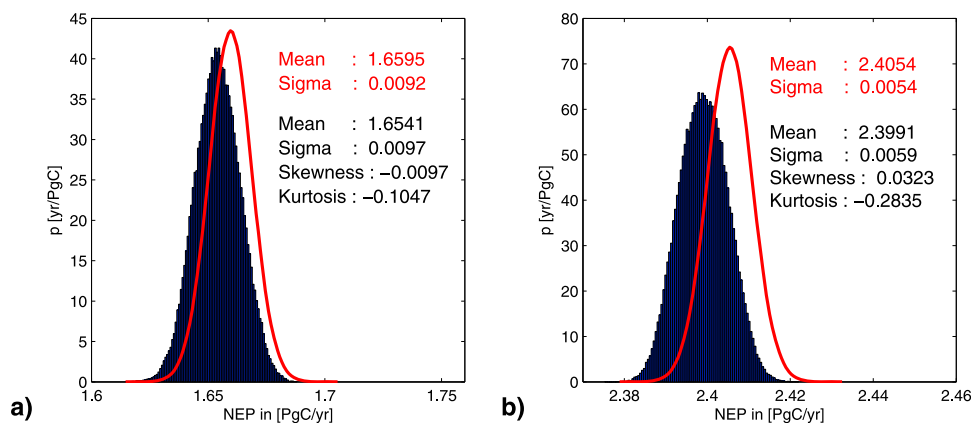 45
40
35
30
25
20
15
10
5
0
p [yr/PgC]
Mean : 1.6595
Sigma : 0.0092
Mean : 1.6541
Sigma : 0.0097
Skewness : −0.0097
Kurtosis : −0.1047
1.6 1.65 1.7 1.75
NEP in [PgC/yr]
a)
80
70
60
50
40
30
20
10
0
p [yr/PgC]
Mean : 2.4054
Sigma : 0.0054
Mean : 2.3991
Sigma : 0.0059
Skewness : 0.0323
Kurtosis : −0.2835
2.38 2.4 2.42 2.44 2.46
NEP in [PgC/yr]
b)